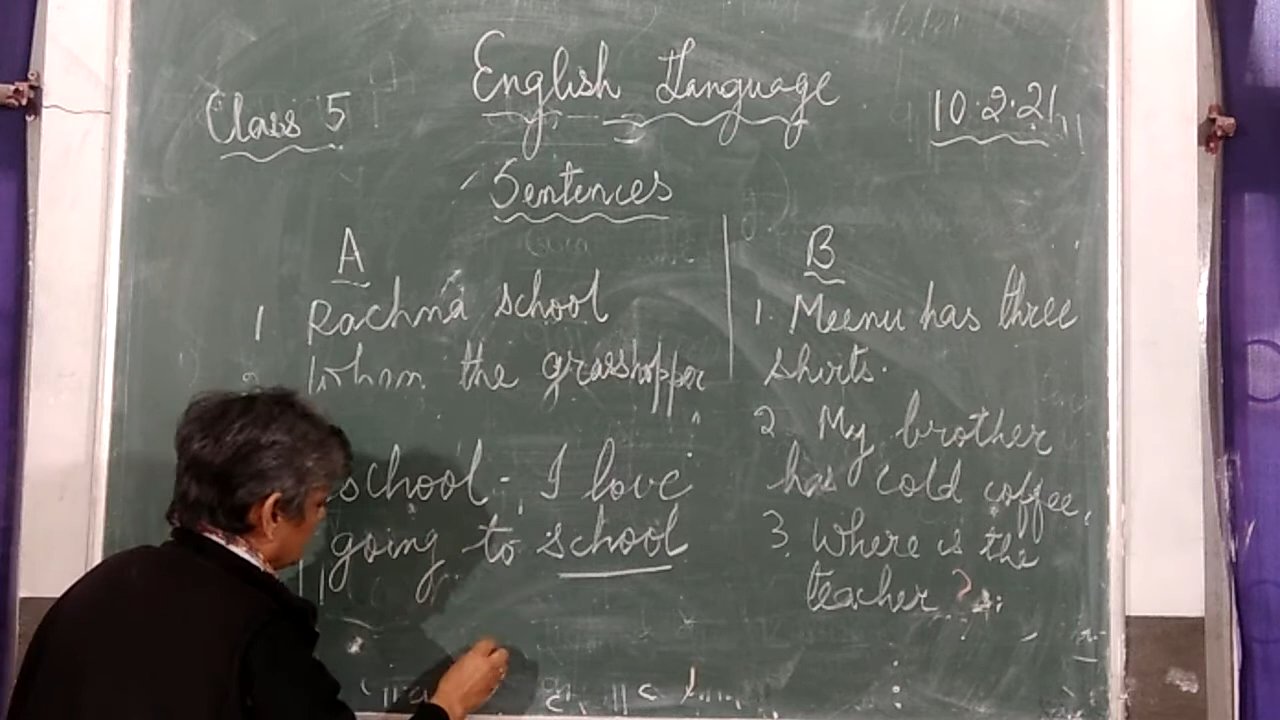 English Language
Class 5
10.2.21
Sentences
A
1 Rachna school
When the grasshopper
school - I love
going to school
B
1. Meenu has three
shirts.
2 My brother
has cold coffee.
3. Where is the
teacher ?